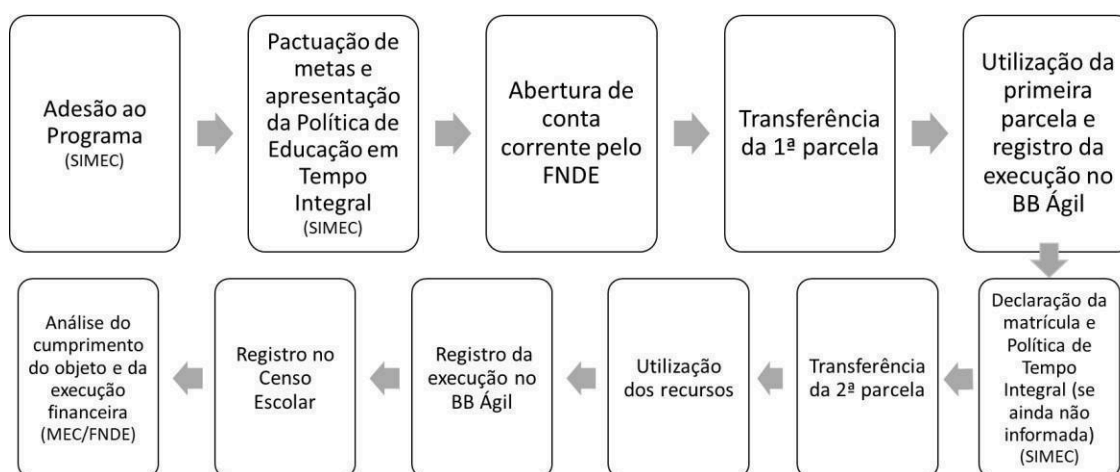 Adesão ao
Programa
(SIMEC)
Pactuação de
metas e
apresentação
da Política de
Educação em
Tempo
Integral
(SIMEC)
Abertura de
conta
corrente pelo
FNDE
Transferência
da 1ª parcela
Utilização da
primeira
parcela e
registro da
execução no
BB Ágil
Declaração da
matrícula e
Política de
Tempo
Integral (se
ainda não
informada)
(SIMEC)
Transferência
da 2ª parcela
Utilização
dos recursos
Registro da
execução no
BB Ágil
Registro no
Censo
Escolar
Análise do
cumprimento
do objeto e da
execução
financeira
(MEC/FNDE)